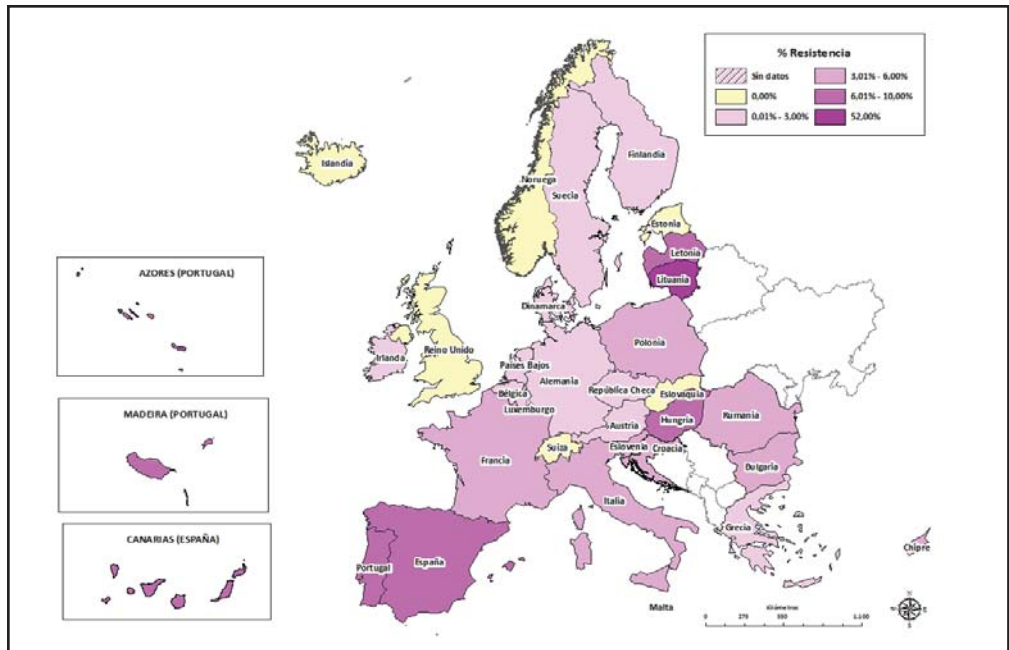 % Resistencia
Sin datos
0,00%
0,01% - 3,00%
3,01% - 6,00%
6,01% - 10,00%
52,00%
Islandia
Noruega
Suecia
Finlandia
Estonia
Letonia
Lituania
Dinamarca
Irlanda
Reino Unido
Países Bajos
Bélgica
Luxemburgo
Alemania
Polonia
República Checa
Eslovaquia
Austria
Hungría
Rumanía
Suiza
Eslovenia
Croacia
Bulgaria
Francia
Italia
Grecia
Chipre
Portugal
España
Malta
AZORES (PORTUGAL)
MADEIRA (PORTUGAL)
CANARIAS (ESPAÑA)
Kilómetros
0 275 550 1.100